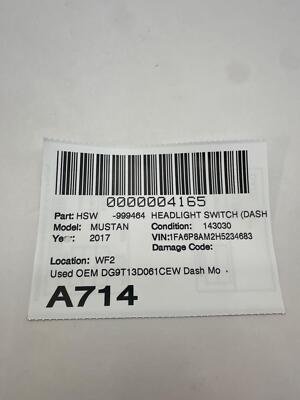 0000004165
Part: HSW -999464 HEADLIGHT SWITCH (DASH
Model: MUSTAN Condition: 143030
Year: 2017 VIN:1FA6P8AM2H5234683
Damage Code:
Location: WF2
Used OEM DG9T13D061CEW Dash Mo
A714